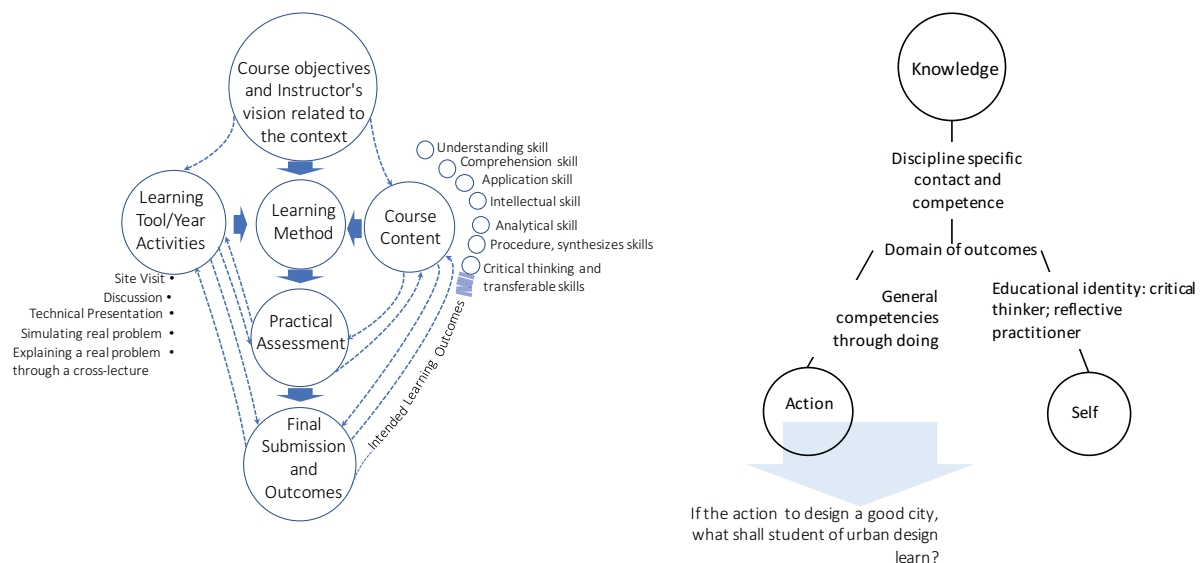 Course objectives
and Instructor's
vision related to
the context
Learning
Tool/Year
Activities
Learning
Method
Course
Content
Understanding skill
Comprehension skill
Application skill
Intellectual skill
Analytical skill
Procedure, synthesizes skills
Critical thinking and
transferable skills
Site Visit •
Discussion •
Technical Presentation •
Simulating real problem •
Explaining a real problem •
through a cross-lecture
Practical
Assessment
Intended Learning Outcomes
Final
Submission
and
Outcomes
Knowledge
Discipline specific
contact and
competence
Domain of outcomes
General
competencies
through doing
Educational identity: critical
thinker; reflective
practitioner
Action
Self
If the action to design a good city,
what shall student of urban design
learn?